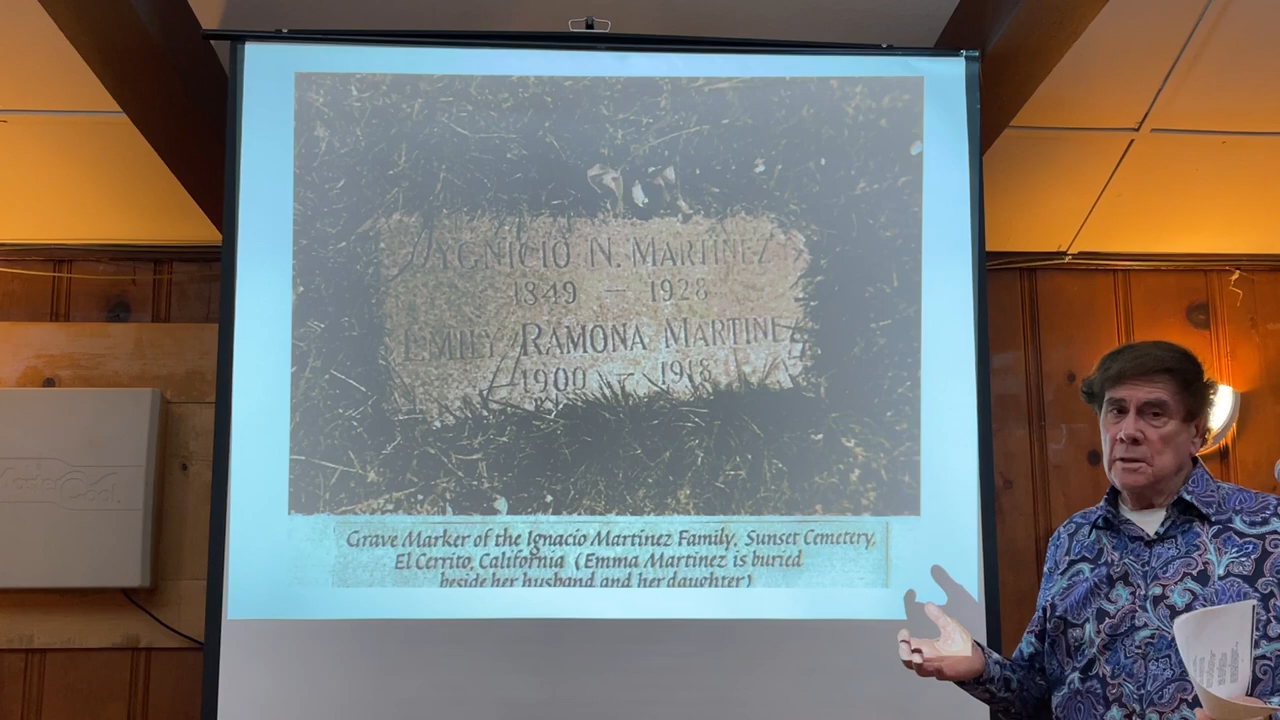 YGNICIO N. MARTINEZ
1849 – 1928
EMILY RAMONA MARTINEZ
1900 – 1918
Grave Marker of the Ignacio Martinez Family, Sunset Cemetery,
El Cerrito, California (Emma Martinez is buried
beside her husband and her daughter)
MasterCool